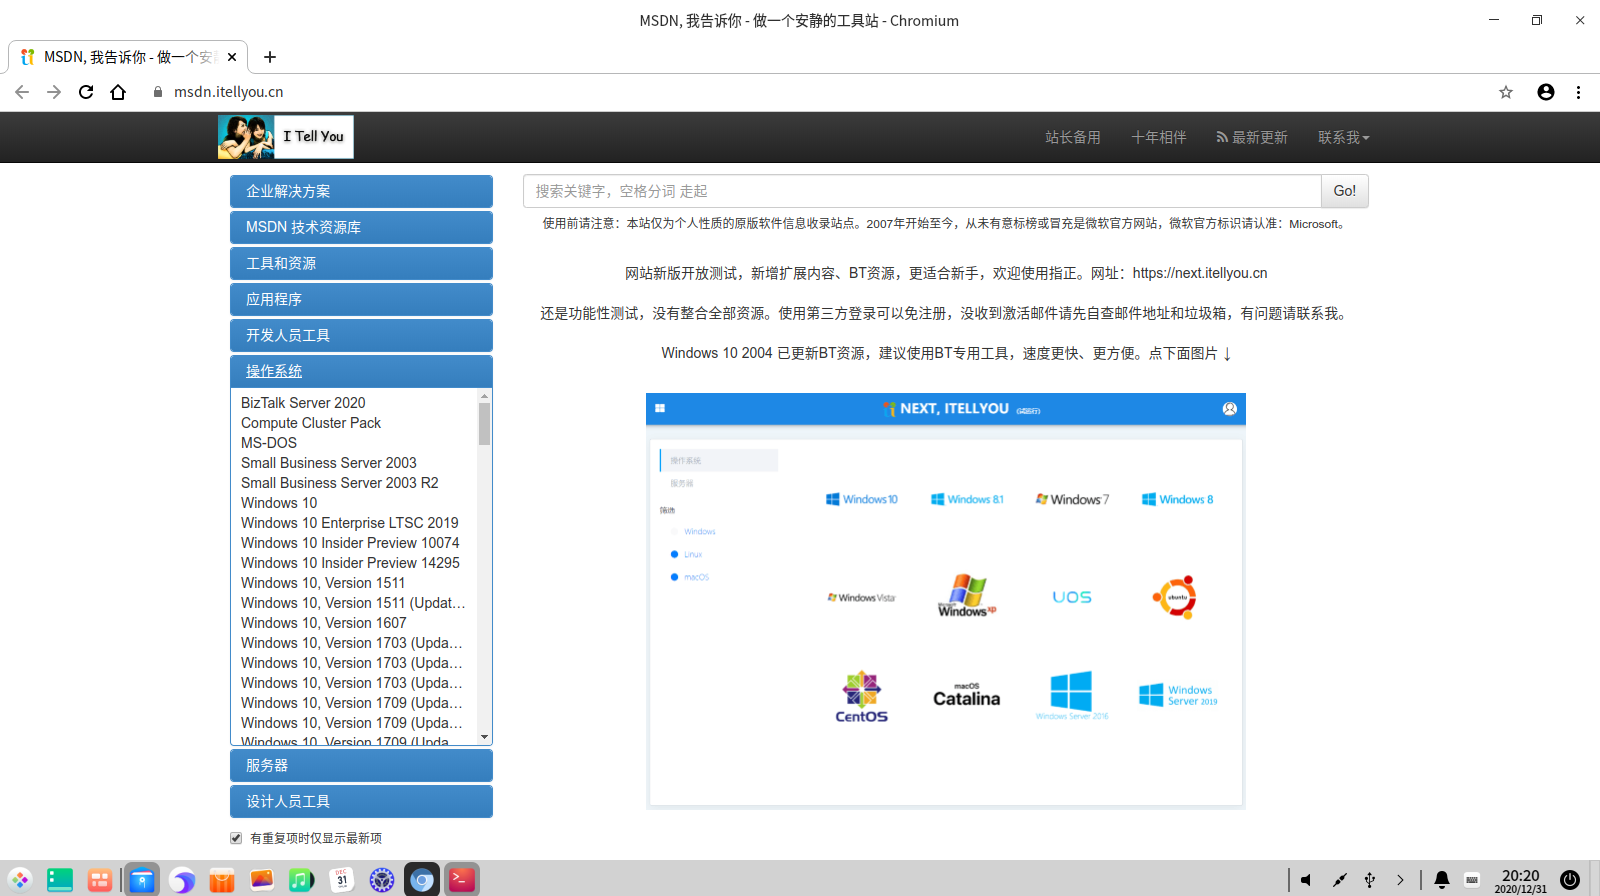 MSDN, 我告诉你 - 做一个安静的工具站 - Chromium
MSDN, 我告诉你 - 做一个安
msdn.itellyou.cn
I Tell You
站长备用
十年相伴
最新更新
联系我
企业解决方案
MSDN 技术资源库
工具和资源
应用程序
开发人员工具
操作系统
BizTalk Server 2020
Compute Cluster Pack
MS-DOS
Small Business Server 2003
Small Business Server 2003 R2
Windows 10
Windows 10 Enterprise LTSC 2019
Windows 10 Insider Preview 10074
Windows 10 Insider Preview 14295
Windows 10, Version 1511
Windows 10, Version 1511 (Updat…
Windows 10, Version 1607
Windows 10, Version 1703 (Upda…
Windows 10, Version 1703 (Upda…
Windows 10, Version 1703 (Upda…
Windows 10, Version 1709 (Upda…
Windows 10, Version 1709 (Upda…
Windows 10, Version 1709 (Upda…
服务器
设计人员工具
有重复项时仅显示最新项
搜索关键字，空格分词 走起
Go!
使用前请注意：本站仅为个人性质的原版软件信息收录站点。2007年开始至今，从未有意标榜或冒充是微软官方网站，微软官方标识请认准：Microsoft。
网站新版开放测试，新增扩展内容、BT资源，更适合新手，欢迎使用指正。网址：https://next.itellyou.cn
还是功能性测试，没有整合全部资源。使用第三方登录可以免注册，没收到激活邮件请先自查邮件地址和垃圾箱，有问题请联系我。
Windows 10 2004 已更新BT资源，建议使用BT专用工具，速度更快、更方便。点下面图片 ↓
NEXT, ITELLYOU
操作系统
服务器
筛选
Windows
Linux
macOS
Windows 10
Windows 8.1
Windows 7
Windows 8
Windows Vista
Microsoft
Windows xp
UOS
ubuntu
CentOS
macOS
Catalina
Windows Server 2016
Windows
Server 2019
DEC
31
20:20
2020/12/31